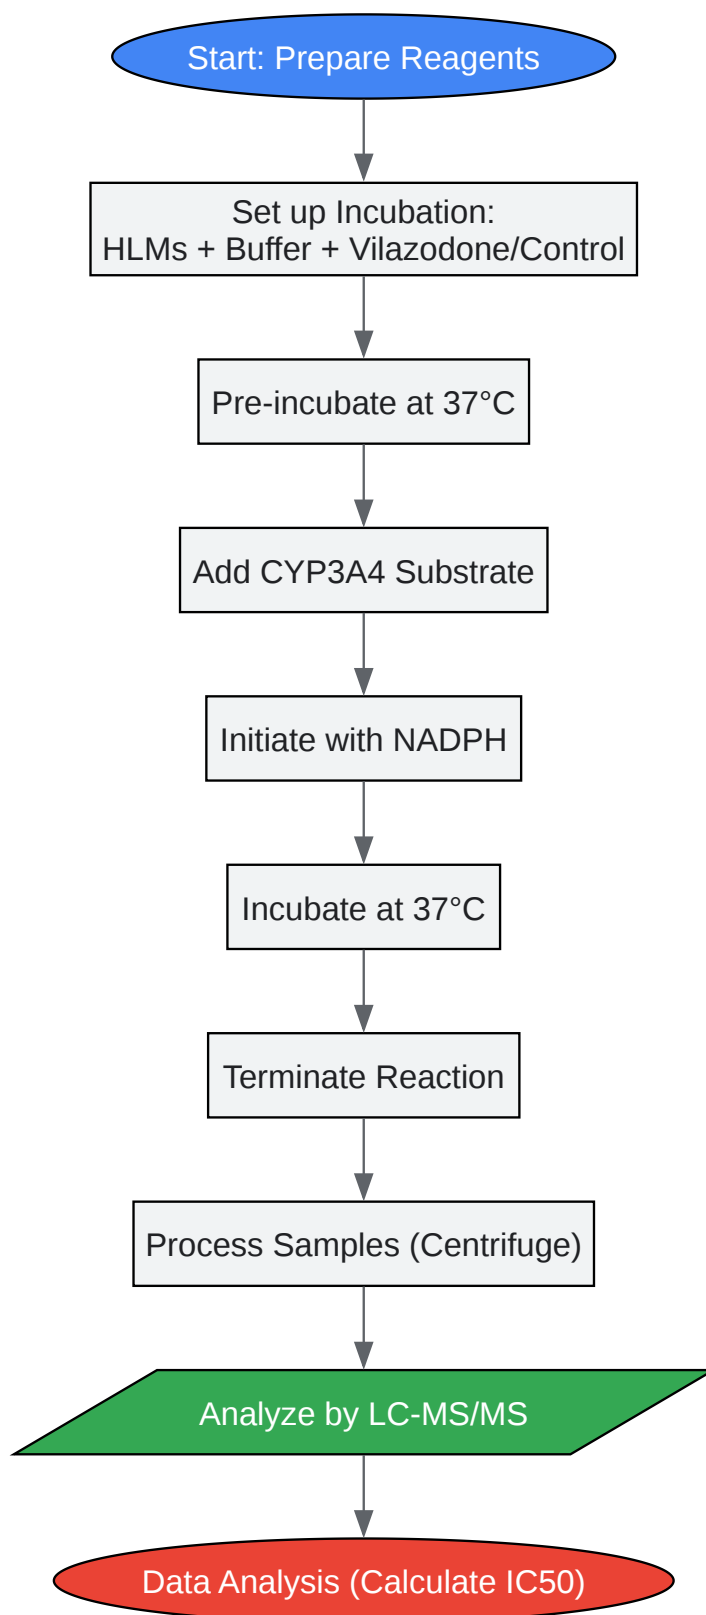 Start: Prepare Reagents
Set up Incubation:
HLMs + Buffer + Vilazodone/Control
Pre-incubate at 37°C
Add CYP3A4 Substrate
Initiate with NADPH
Incubate at 37°C
Terminate Reaction
Process Samples (Centrifuge)
Analyze by LC-MS/MS
Data Analysis (Calculate IC50)